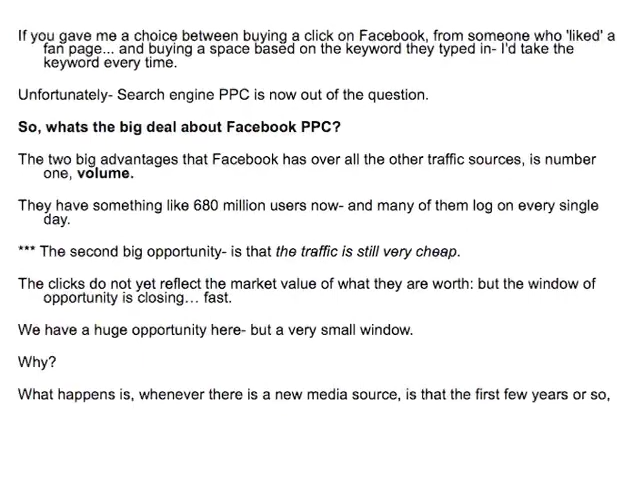 If you gave me a choice between buying a click on Facebook, from someone who 'liked' a
fan page... and buying a space based on the keyword they typed in- I'd take the
keyword every time.
Unfortunately- Search engine PPC is now out of the question.
So, whats the big deal about Facebook PPC?
The two big advantages that Facebook has over all the other traffic sources, is number
one, volume.
They have something like 680 million users now- and many of them log on every single
day.
*** The second big opportunity- is that the traffic is still very cheap.
The clicks do not yet reflect the market value of what they are worth: but the window of
opportunity is closing… fast.
We have a huge opportunity here- but a very small window.
Why?
What happens is, whenever there is a new media source, is that the first few years or so,